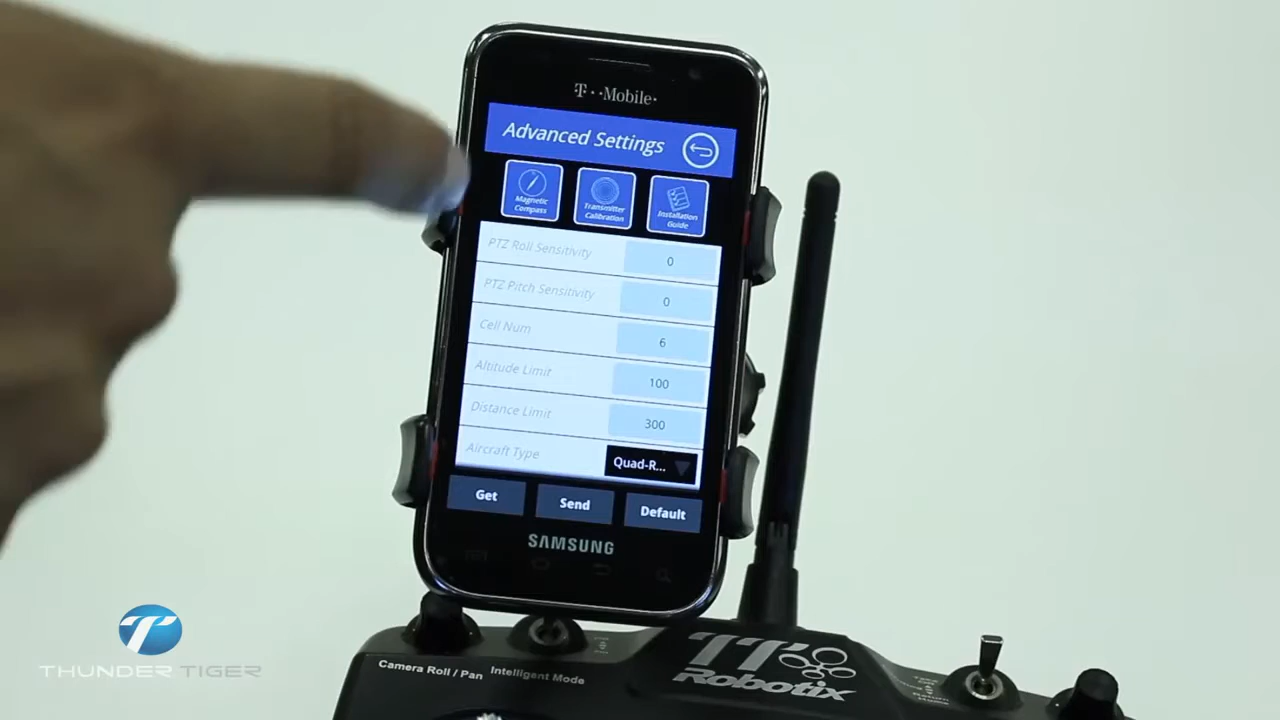 T··Mobile·
Advanced Settings
Magnetic Compass
Transmitter Calibration
Installation Guide
PTZ Roll Sensitivity 0
PTZ Pitch Sensitivity 0
Cell Num 6
Altitude Limit 100
Distance Limit 300
Aircraft Type Quad-R...
Get Send Default
SAMSUNG
THUNDER TIGER
Camera Roll / Pan
Intelligent Mode
TT Robotix